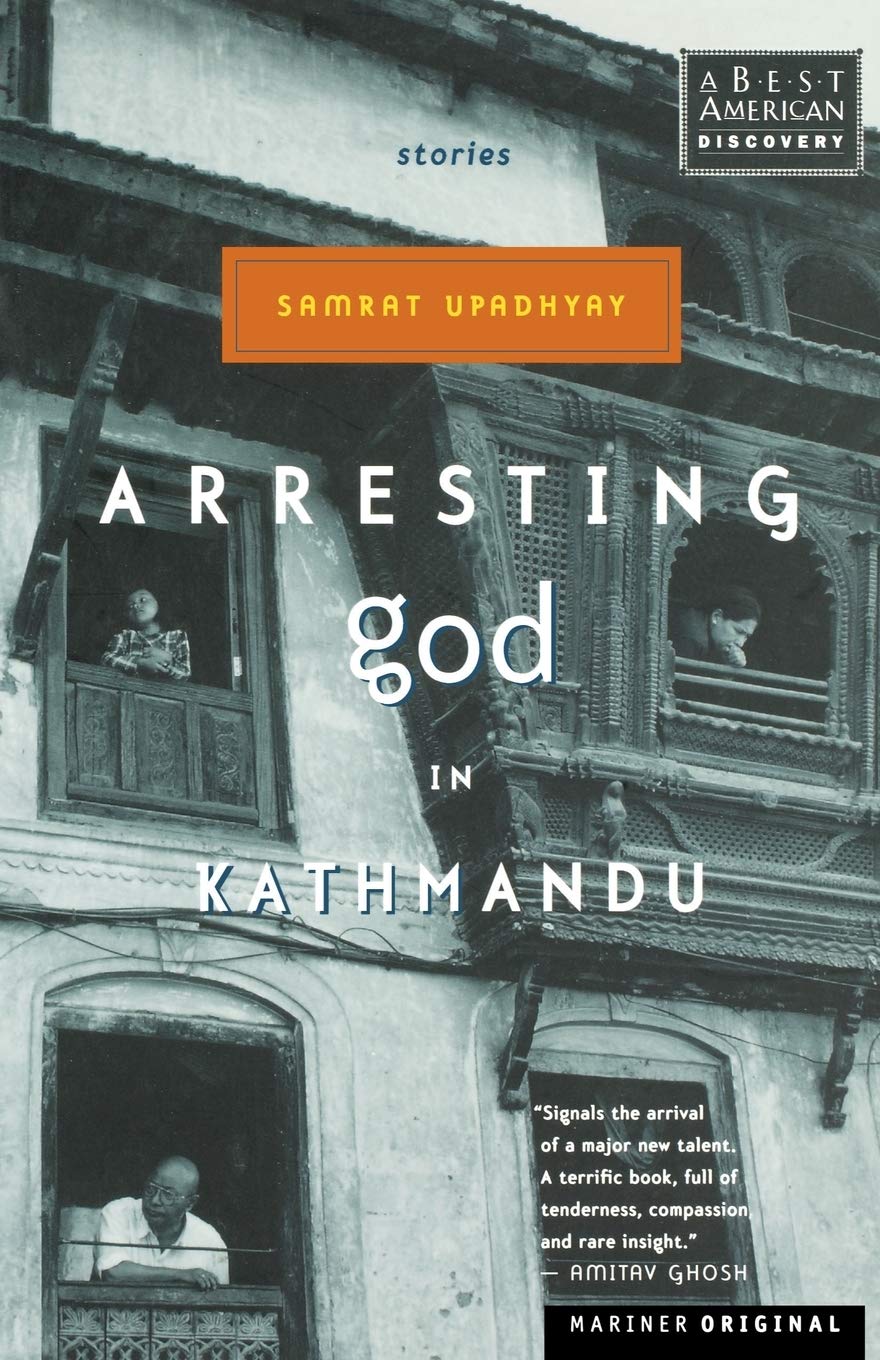 A B·E·S·T
AMERICAN
DISCOVERY
stories
SAMRAT UPADHYAY
ARRESTING
god
IN
KATHMANDU
“Signals the arrival
of a major new talent.
A terrific book, full of
tenderness, compassion,
and rare insight.”
— AMITAV GHOSH
MARINER ORIGINAL